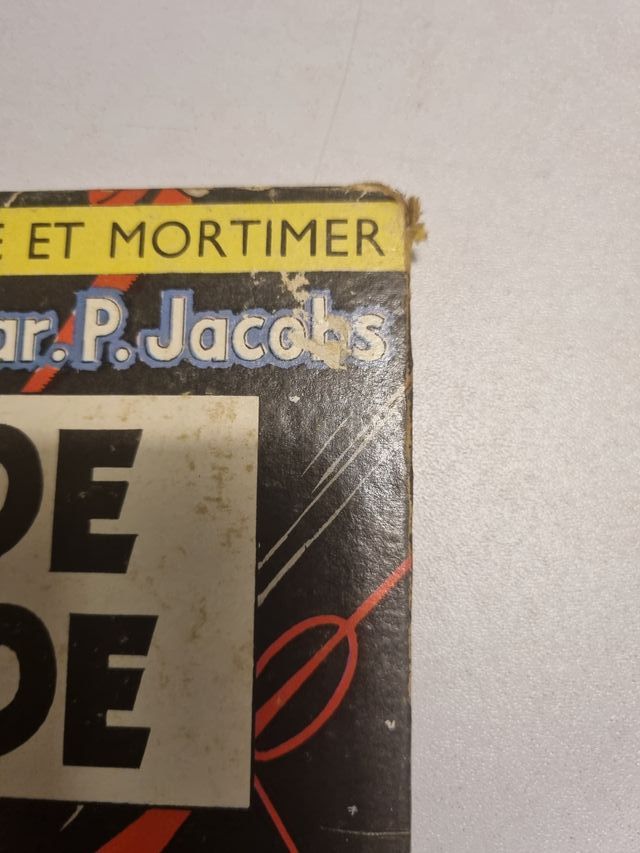 E ET MORTIMER
ar. P. Jacobs
DE
DE